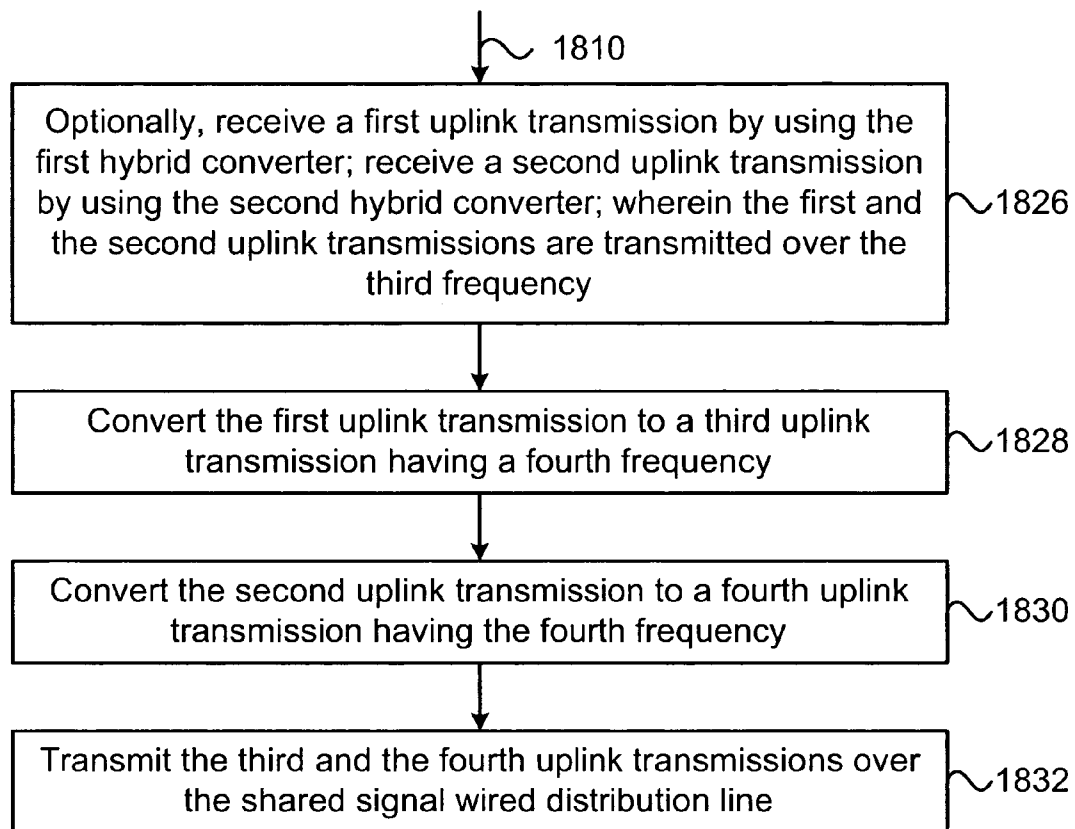 1810
Optionally, receive a first uplink transmission by using the
first hybrid converter; receive a second uplink transmission
by using the second hybrid converter; wherein the first and
the second uplink transmissions are transmitted over the
third frequency
1826
Convert the first uplink transmission to a third uplink
transmission having a fourth frequency
1828
Convert the second uplink transmission to a fourth uplink
transmission having the fourth frequency
1830
Transmit the third and the fourth uplink transmissions over
the shared signal wired distribution line
1832